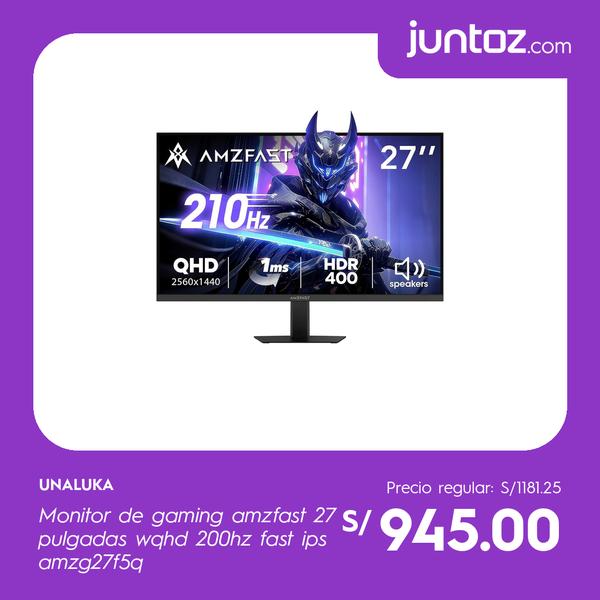 juntoz.com
AMZFAST
27′′
210Hz
QHD
2560x1440
1ms
HDR
400
speakers
AMZFAST
UNALUKA
Monitor de gaming amzfast 27
pulgadas wqhd 200hz fast ips
amzg27f5q
Precio regular: S/1181.25
S/ 945.00